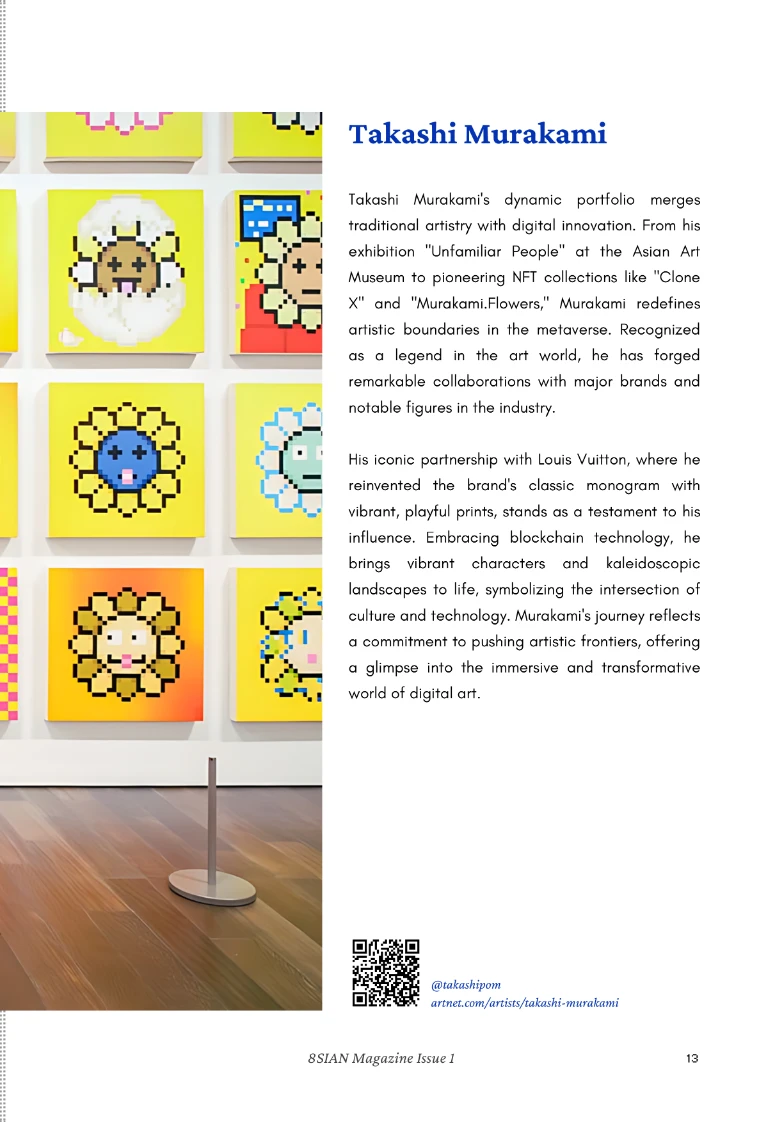 Takashi Murakami
Takashi Murakami's dynamic portfolio merges
traditional artistry with digital innovation. From his
exhibition "Unfamiliar People" at the Asian Art
Museum to pioneering NFT collections like "Clone
X" and "Murakami.Flowers," Murakami redefines
artistic boundaries in the metaverse. Recognized
as a legend in the art world, he has forged
remarkable collaborations with major brands and
notable figures in the industry.
His iconic partnership with Louis Vuitton, where he
reinvented the brand's classic monogram with
vibrant, playful prints, stands as a testament to his
influence. Embracing blockchain technology, he
brings vibrant characters and kaleidoscopic
landscapes to life, symbolizing the intersection of
culture and technology. Murakami's journey reflects
a commitment to pushing artistic frontiers, offering
a glimpse into the immersive and transformative
world of digital art.
@takashipom
artnet.com/artists/takashi-murakami
8SIAN Magazine Issue 1
13